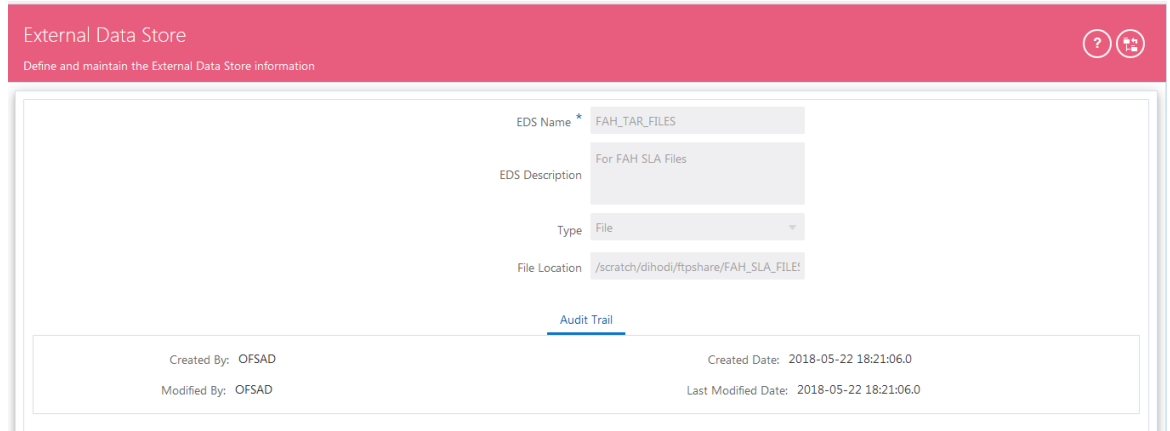 External Data Store
?
Define and maintain the External Data Store information
EDS Name * FAH_TAR_FILES
EDS Description For FAH SLA Files
Type File
File Location /scratch/dihodi/ftpshare/FAH_SLA_FILES
Audit Trail
Created By: OFSAD Created Date: 2018-05-22 18:21:06.0
Modified By: OFSAD Last Modified Date: 2018-05-22 18:21:06.0